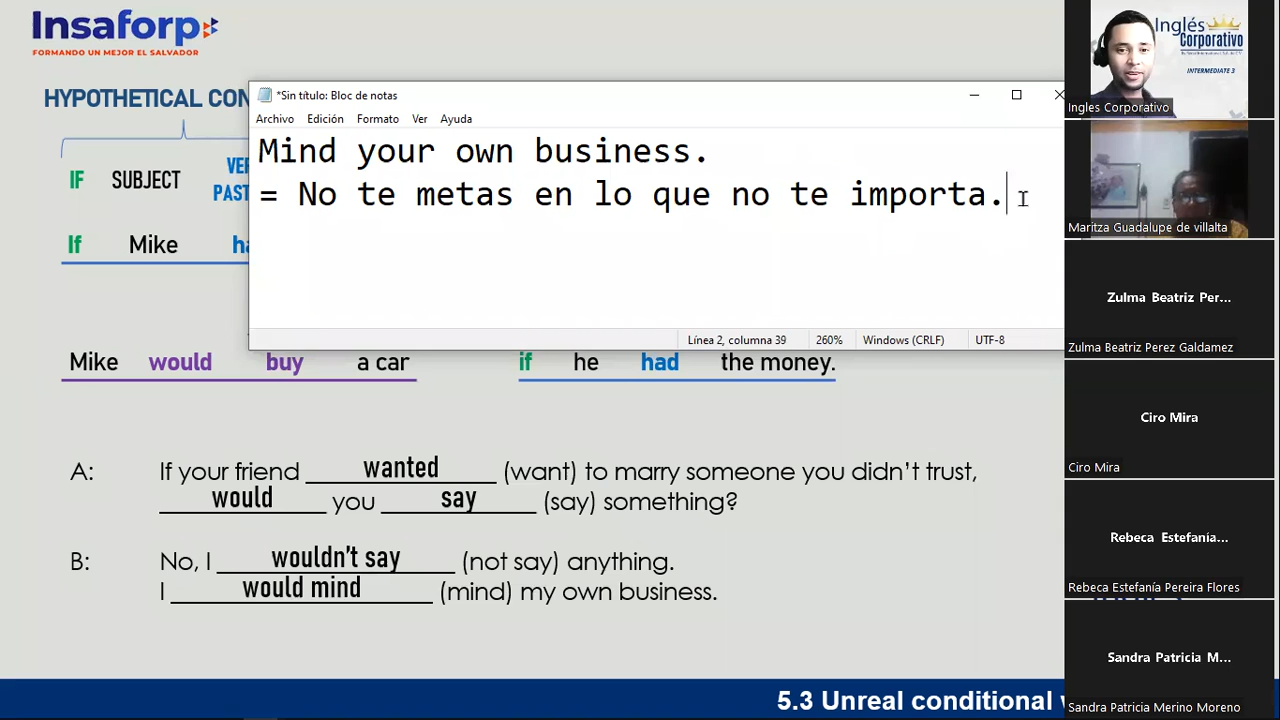 Insaforp
FORMANDO UN MEJOR EL SALVADOR
HYPOTHETICAL CON
IF SUBJECT
If Mike
*Sin título: Bloc de notas
Archivo Edición Formato Ver Ayuda
Mind your own business.
= No te metas en lo que no te importa.
Línea 2, columna 39 260% Windows (CRLF) UTF-8
Mike would buy a car if he had the money.
A: If your friend wanted (want) to marry someone you didn't trust,
would you say (say) something?
B: No, I wouldn't say (not say) anything.
I would mind (mind) my own business.
5.3 Unreal conditional
Inglés
Corporativo
INTERMEDIATE 3
Ingles Corporativo
Maritza Guadalupe de villalta
Zulma Beatriz Per...
Zulma Beatriz Perez Galdamez
Ciro Mira
Ciro Mira
Rebeca Estefanía...
Rebeca Estefanía Pereira Flores
Sandra Patricia M...
Sandra Patricia Merino Moreno